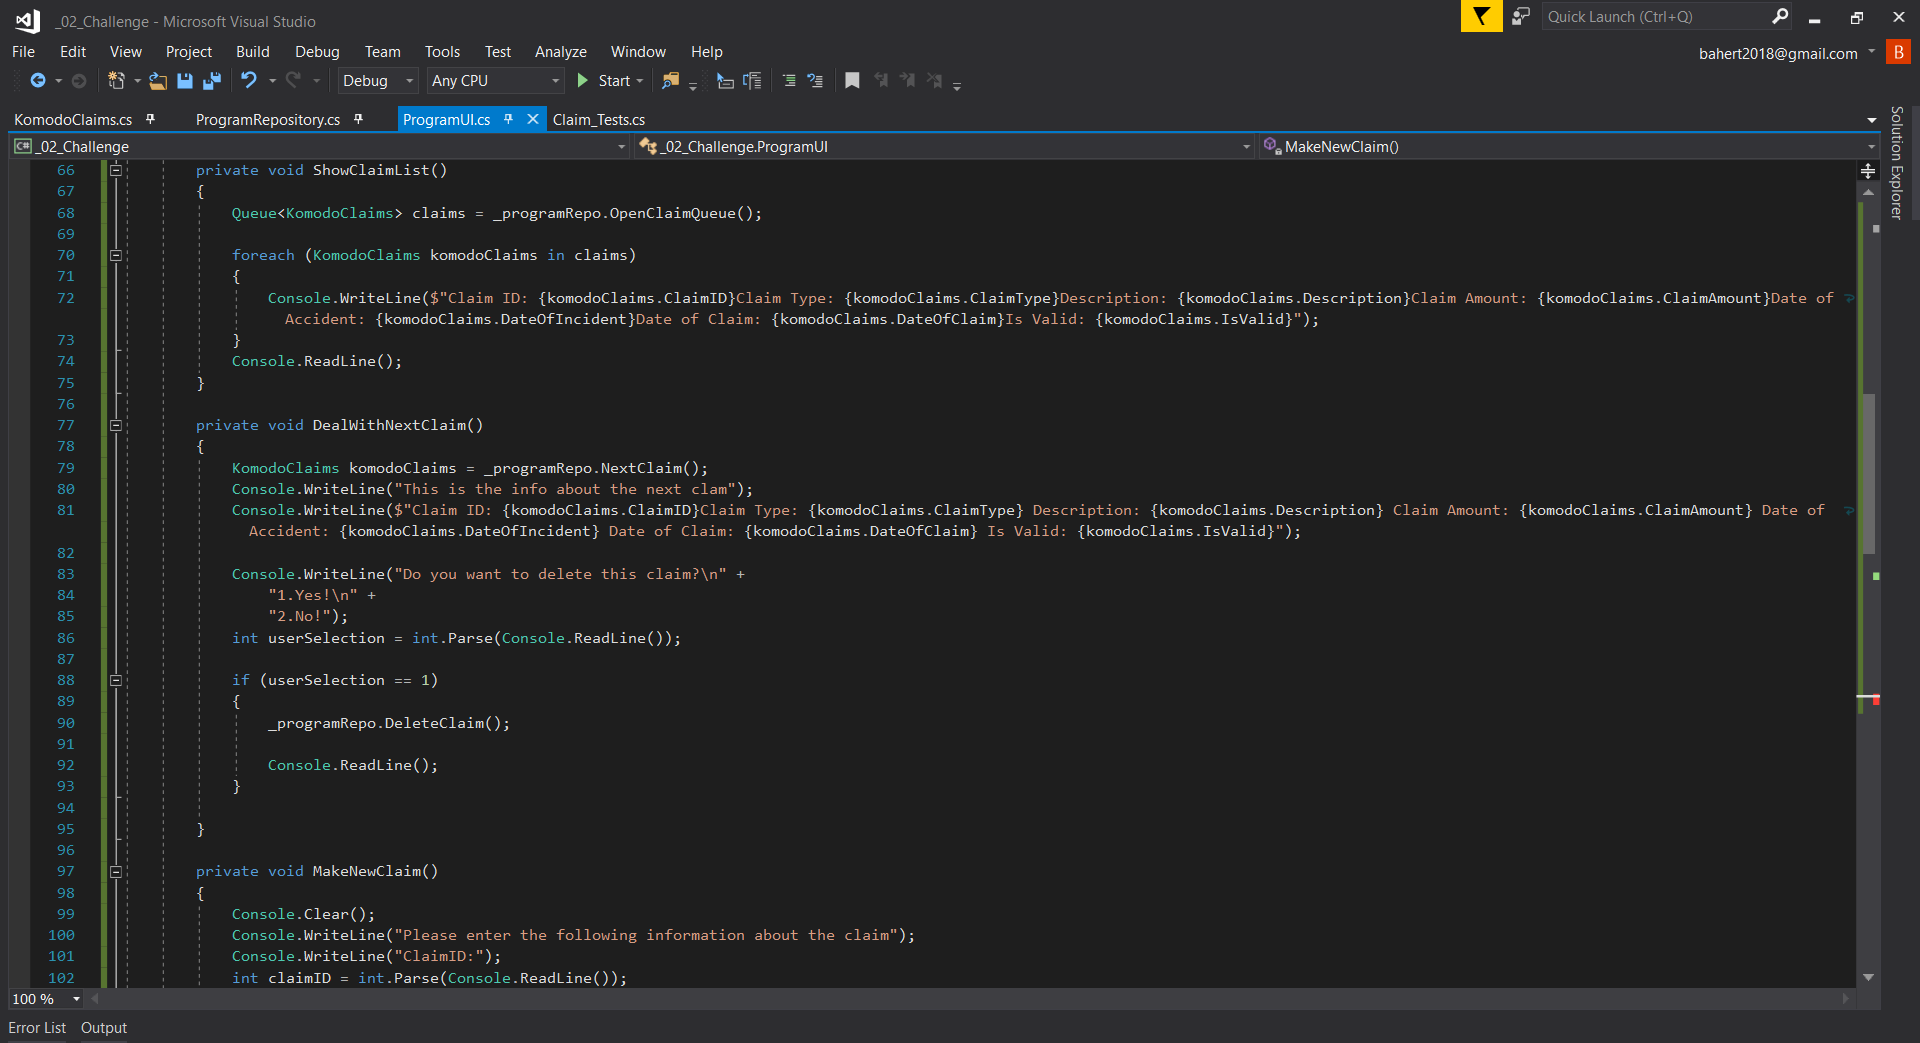 _02_Challenge - Microsoft Visual Studio
Quick Launch (Ctrl+Q)
File Edit View Project Build Debug Team Tools Test Analyze Window Help
bahert2018@gmail.com B
Debug Any CPU Start
KomodoClaims.cs ProgramRepository.cs ProgramUI.cs Claim_Tests.cs
C# _02_Challenge _02_Challenge.ProgramUI MakeNewClaim()
Solution Explorer
66 private void ShowClaimList()
67 {
68 Queue<KomodoClaims> claims = _programRepo.OpenClaimQueue();
69
70 foreach (KomodoClaims komodoClaims in claims)
71 {
72 Console.WriteLine($"Claim ID: {komodoClaims.ClaimID}Claim Type: {komodoClaims.ClaimType}Description: {komodoClaims.Description}Claim Amount: {komodoClaims.ClaimAmount}Date of
Accident: {komodoClaims.DateOfIncident}Date of Claim: {komodoClaims.DateOfClaim}Is Valid: {komodoClaims.IsValid}");
73 }
74 Console.ReadLine();
75 }
76
77 private void DealWithNextClaim()
78 {
79 KomodoClaims komodoClaims = _programRepo.NextClaim();
80 Console.WriteLine("This is the info about the next clam");
81 Console.WriteLine($"Claim ID: {komodoClaims.ClaimID}Claim Type: {komodoClaims.ClaimType} Description: {komodoClaims.Description} Claim Amount: {komodoClaims.ClaimAmount} Date of
Accident: {komodoClaims.DateOfIncident} Date of Claim: {komodoClaims.DateOfClaim} Is Valid: {komodoClaims.IsValid}");
82
83 Console.WriteLine("Do you want to delete this claim?\n" +
84 "1.Yes!\n" +
85 "2.No!");
86 int userSelection = int.Parse(Console.ReadLine());
87
88 if (userSelection == 1)
89 {
90 _programRepo.DeleteClaim();
91
92 Console.ReadLine();
93 }
94
95 }
96
97 private void MakeNewClaim()
98 {
99 Console.Clear();
100 Console.WriteLine("Please enter the following information about the claim");
101 Console.WriteLine("ClaimID:");
102 int claimID = int.Parse(Console.ReadLine());
100 %
Error List Output